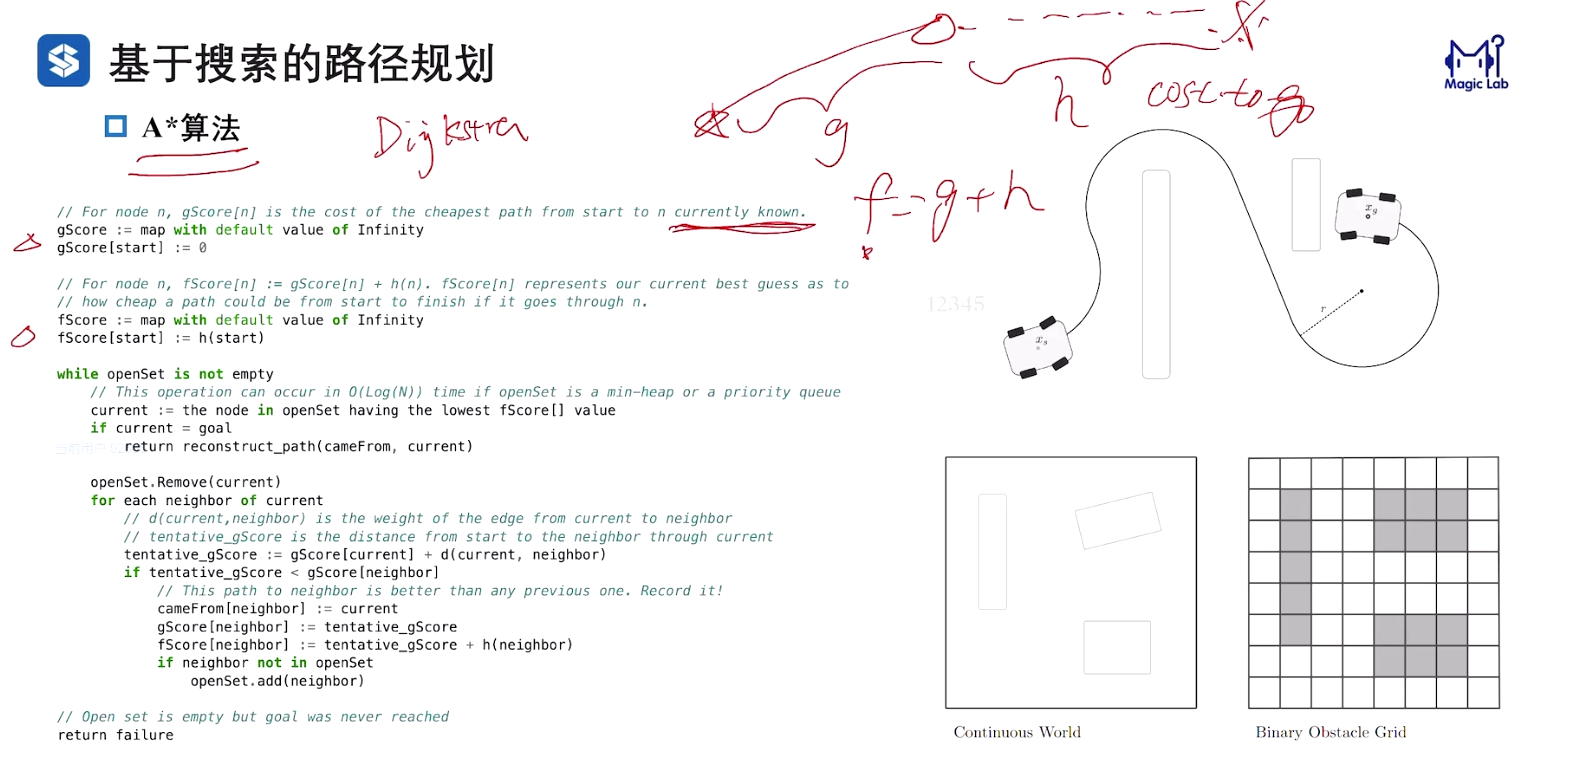 基于搜索的路径规划
Magic Lab
A*算法
Dijkstra
g
h
cost-to-go
f=g+h
// For node n, gScore[n] is the cost of the cheapest path from start to n currently known.
gScore := map with default value of Infinity
gScore[start] := 0
// For node n, fScore[n] := gScore[n] + h(n). fScore[n] represents our current best guess as to
// how cheap a path could be from start to finish if it goes through n.
fScore := map with default value of Infinity
fScore[start] := h(start)
while openSet is not empty
// This operation can occur in O(Log(N)) time if openSet is a min-heap or a priority queue
current := the node in openSet having the lowest fScore[] value
if current = goal
return reconstruct_path(cameFrom, current)
openSet.Remove(current)
for each neighbor of current
// d(current,neighbor) is the weight of the edge from current to neighbor
// tentative_gScore is the distance from start to the neighbor through current
tentative_gScore := gScore[current] + d(current, neighbor)
if tentative_gScore < gScore[neighbor]
// This path to neighbor is better than any previous one. Record it!
cameFrom[neighbor] := current
gScore[neighbor] := tentative_gScore
fScore[neighbor] := tentative_gScore + h(neighbor)
if neighbor not in openSet
openSet.add(neighbor)
// Open set is empty but goal was never reached
return failure
12345
x_s
x_g
r
Continuous World
Binary Obstacle Grid